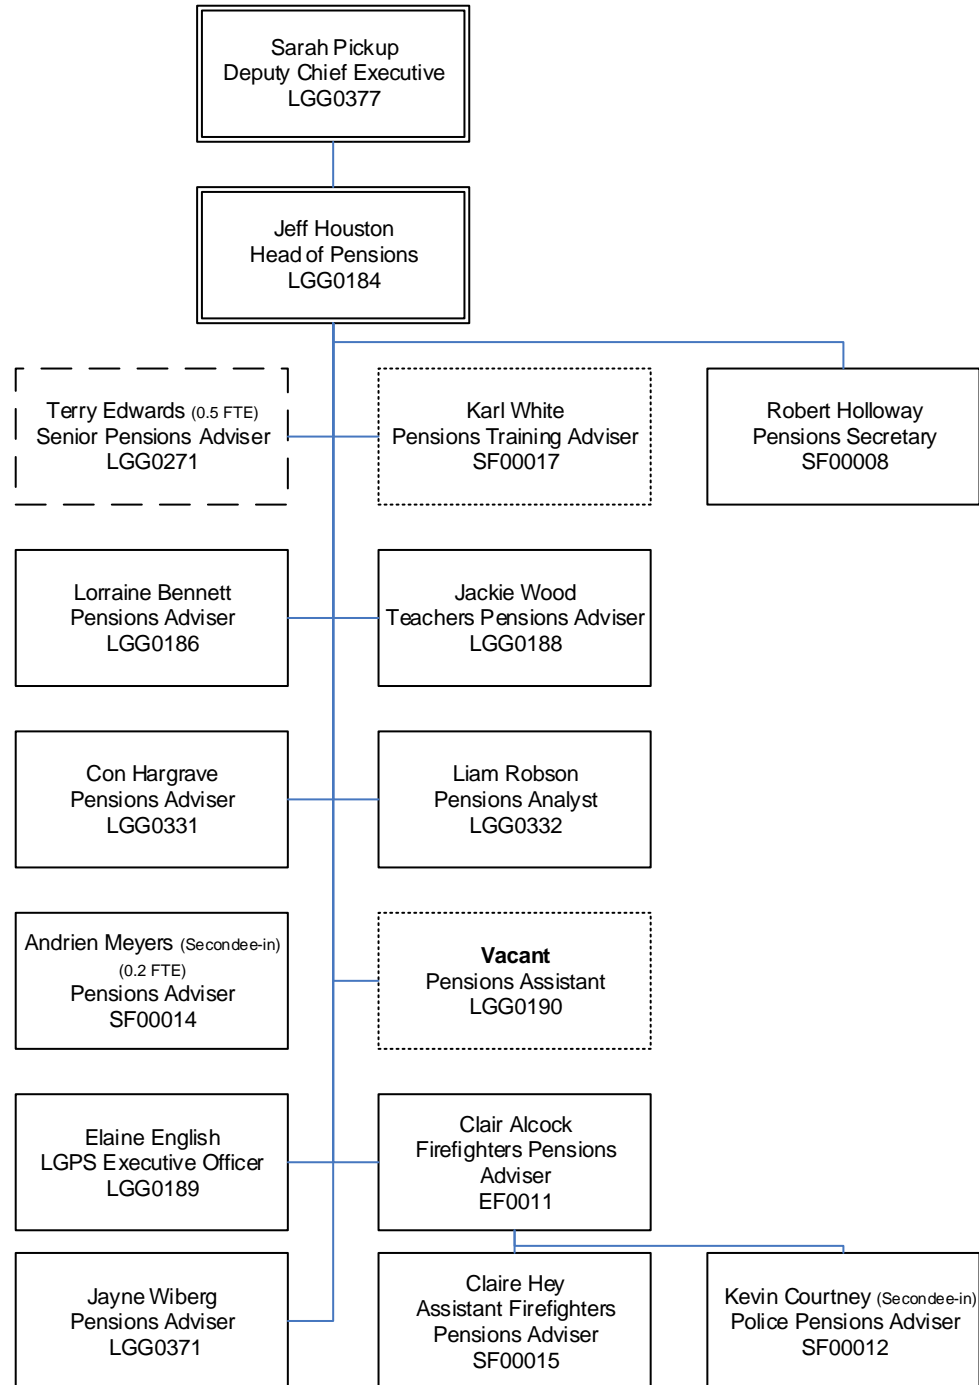 Sarah Pickup
Deputy Chief Executive
LGG0377
Jeff Houston
Head of Pensions
LGG0184
Terry Edwards (0.5 FTE)
Senior Pensions Adviser
LGG0271
Karl White
Pensions Training Adviser
SF00017
Robert Holloway
Pensions Secretary
SF00008
Lorraine Bennett
Pensions Adviser
LGG0186
Jackie Wood
Teachers Pensions Adviser
LGG0188
Con Hargrave
Pensions Adviser
LGG0331
Liam Robson
Pensions Analyst
LGG0332
Andrien Meyers (Secondee-in)
(0.2 FTE)
Pensions Adviser
SF00014
Vacant
Pensions Assistant
LGG0190
Elaine English
LGPS Executive Officer
LGG0189
Clair Alcock
Firefighters Pensions
Adviser
EF0011
Jayne Wiberg
Pensions Adviser
LGG0371
Claire Hey
Assistant Firefighters
Pensions Adviser
SF00015
Kevin Courtney (Secondee-in)
Police Pensions Adviser
SF00012